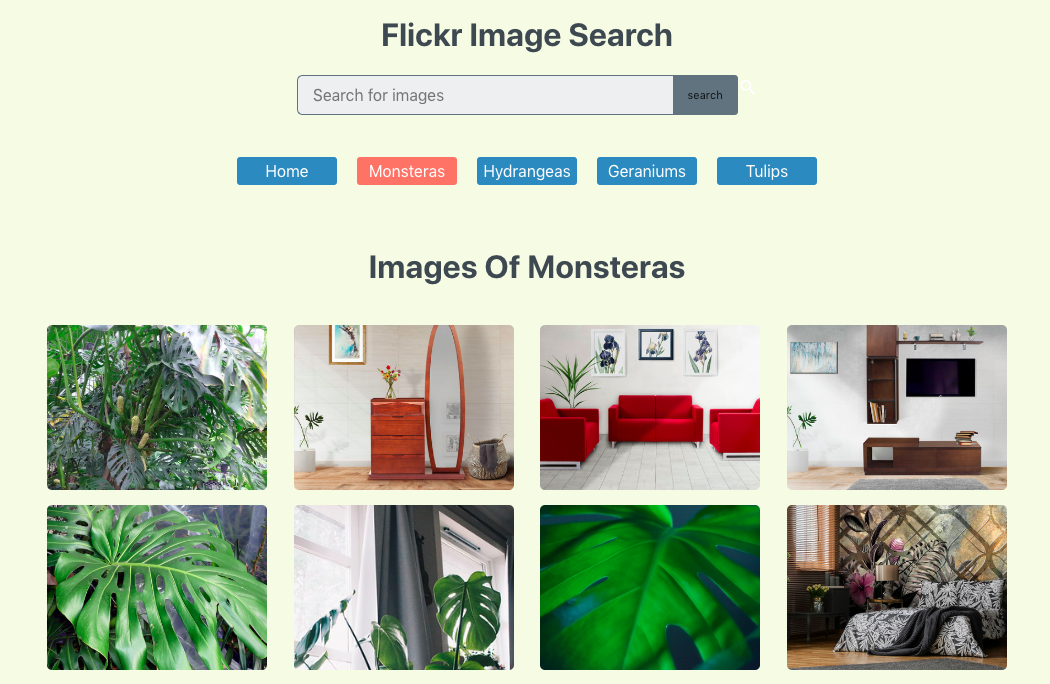 Flickr Image Search
Search for images
search
Home
Monsteras
Hydrangeas
Geraniums
Tulips
Images Of Monsteras